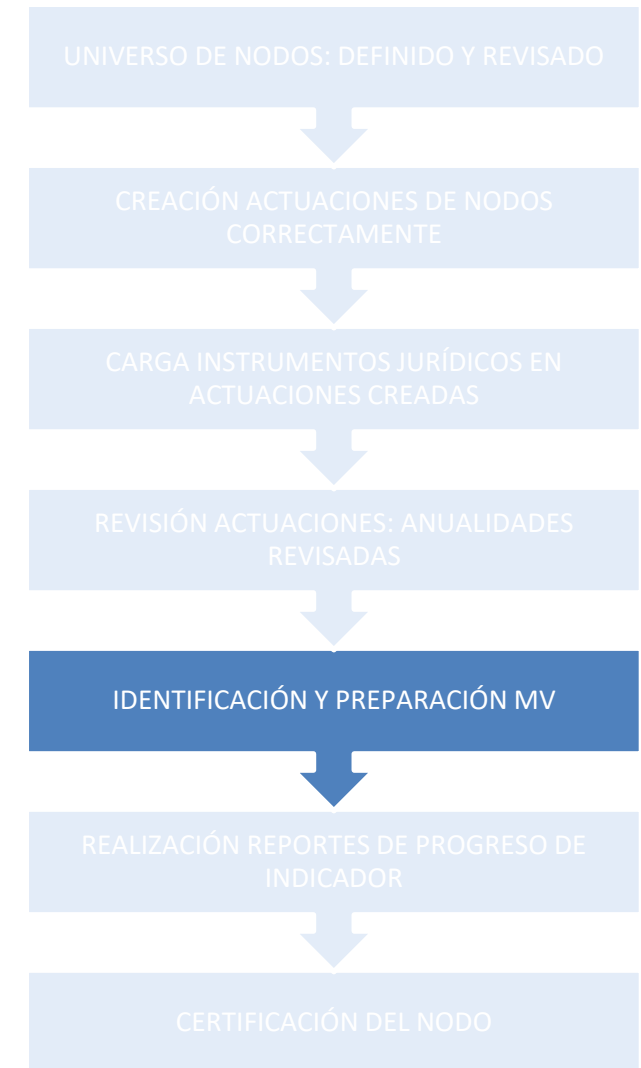 UNIVERSO DE NODOS: DEFINIDO Y REVISADO
CREACIÓN ACTUACIONES DE NODOS
CORRECTAMENTE
CARGA INSTRUMENTOS JURÍDICOS EN
ACTUACIONES CREADAS
REVISIÓN ACTUACIONES: ANUALIDADES
REVISADAS
IDENTIFICACIÓN Y PREPARACIÓN MV
REALIZACIÓN REPORTES DE PROGRESO DE
INDICADOR
CERTIFICACIÓN DEL NODO